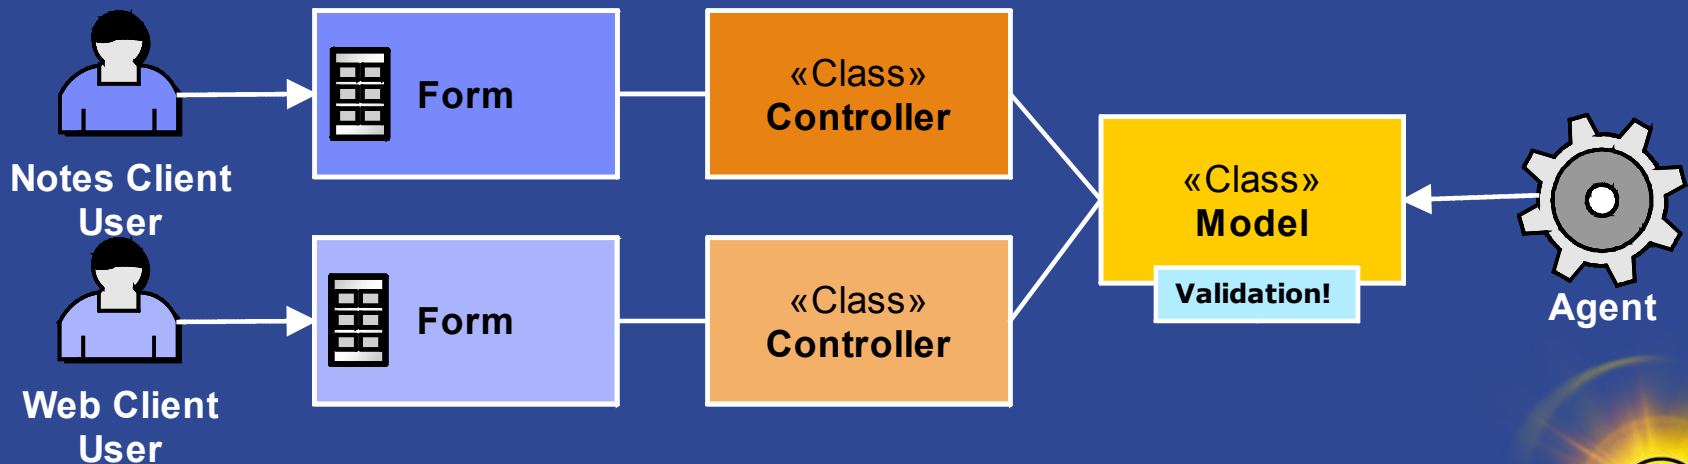 Notes Client
User
Form
«Class»
Controller
Web Client
User
Form
«Class»
Controller
«Class»
Model
Validation!
Agent